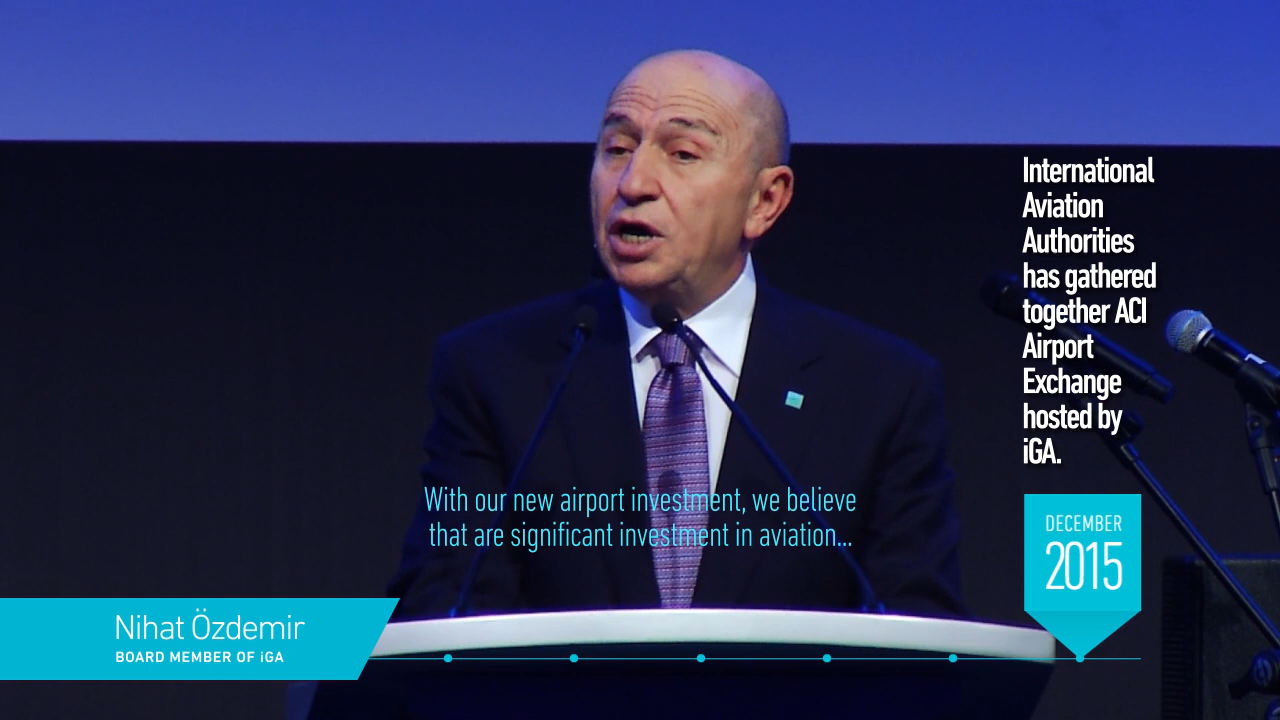 International
Aviation
Authorities
has gathered
together ACI
Airport
Exchange
hosted by
iGA.
With our new airport investment, we believe
that are significant investment in aviation...
DECEMBER
2015
Nihat Özdemir
BOARD MEMBER OF iGA